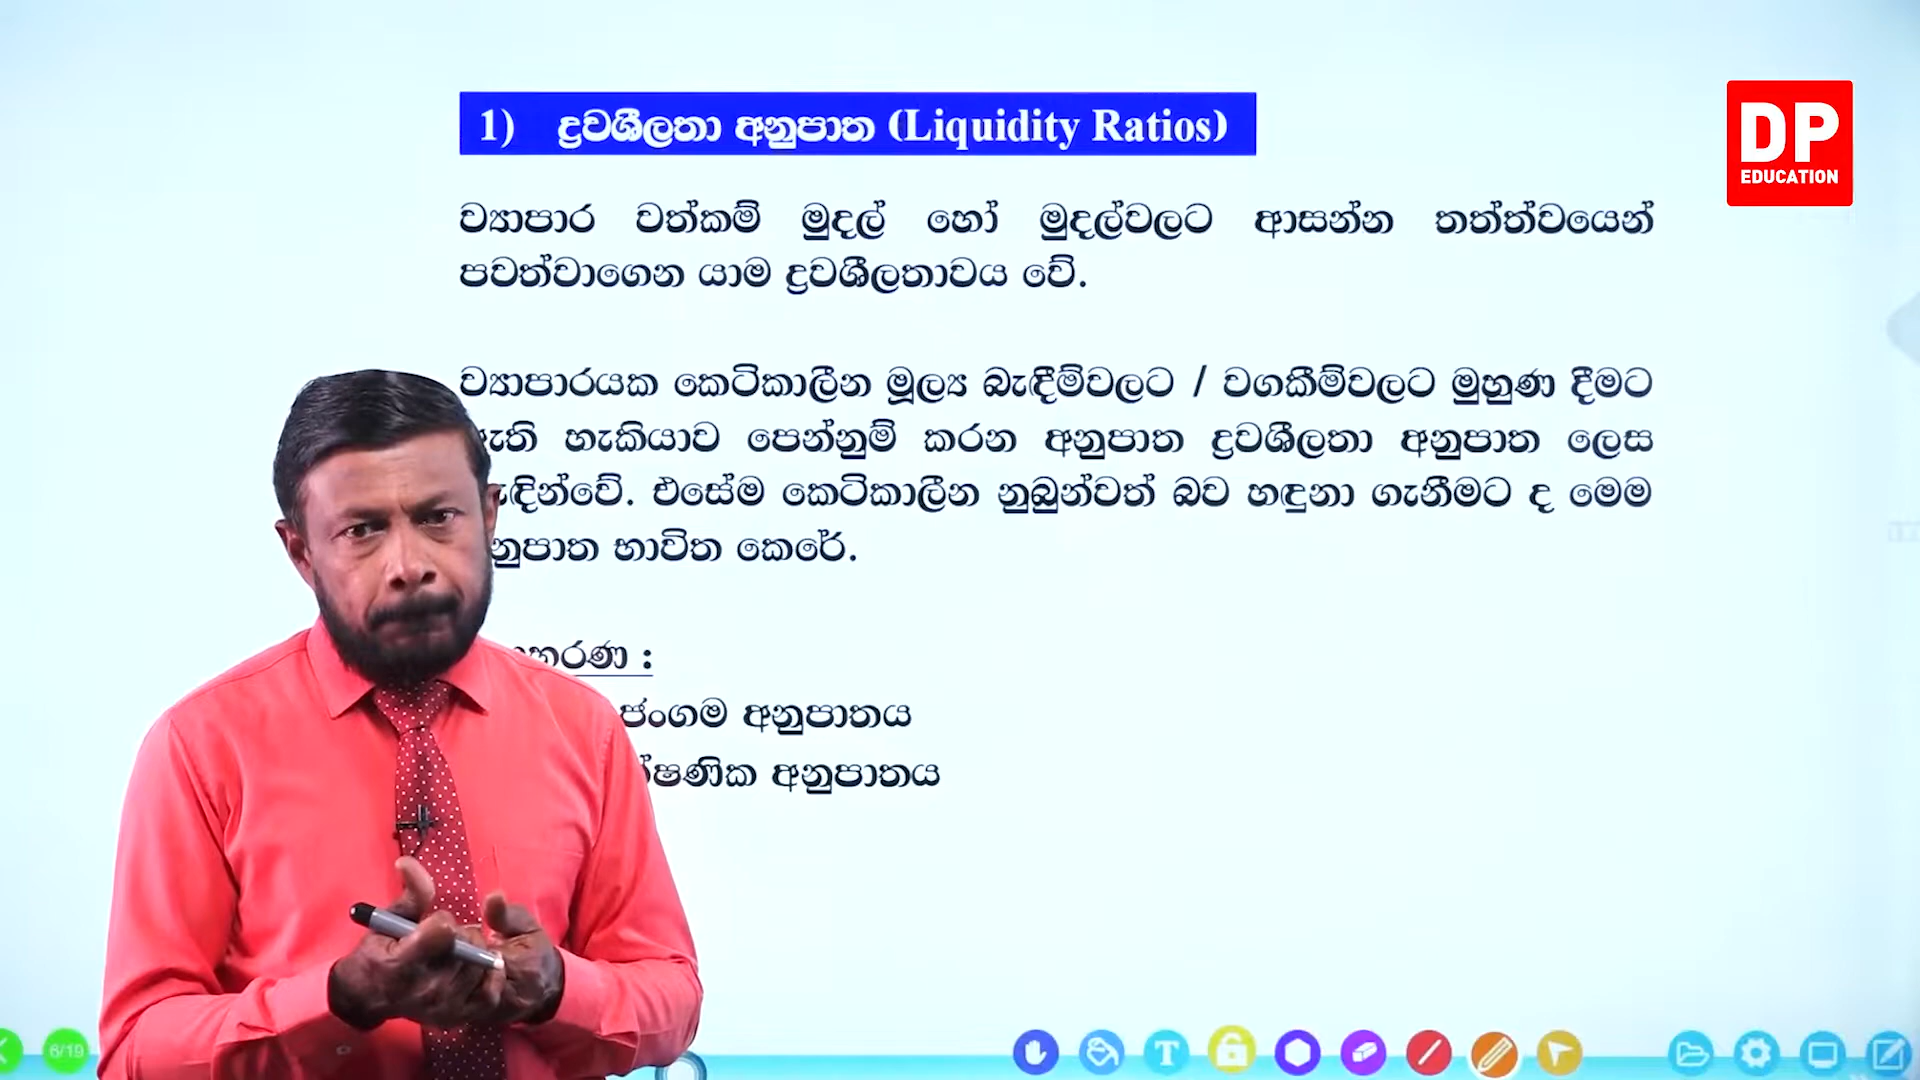 1) ද්‍රවශීලතා අනුපාත (Liquidity Ratios)
DP
EDUCATION
ව්‍යාපාර වත්කම් මුදල් හෝ මුදල්වලට ආසන්න තත්ත්වයෙන්
පවත්වාගෙන යාම ද්‍රවශීලතාවය වේ.
ව්‍යාපාරයක කෙටිකාලීන මූල්‍ය බැඳීම්වලට / වගකීම්වලට මුහුණ දීමට
හැකියාව පෙන්නුම් කරන අනුපාත ද්‍රවශීලතා අනුපාත ලෙස
එසේම කෙටිකාලීන නුබුන්වත් බව හඳුනා ගැනීමට ද මෙම
භාවිත කෙරේ.
:
ජංගම අනුපාතය
අනුපාතය
6/19